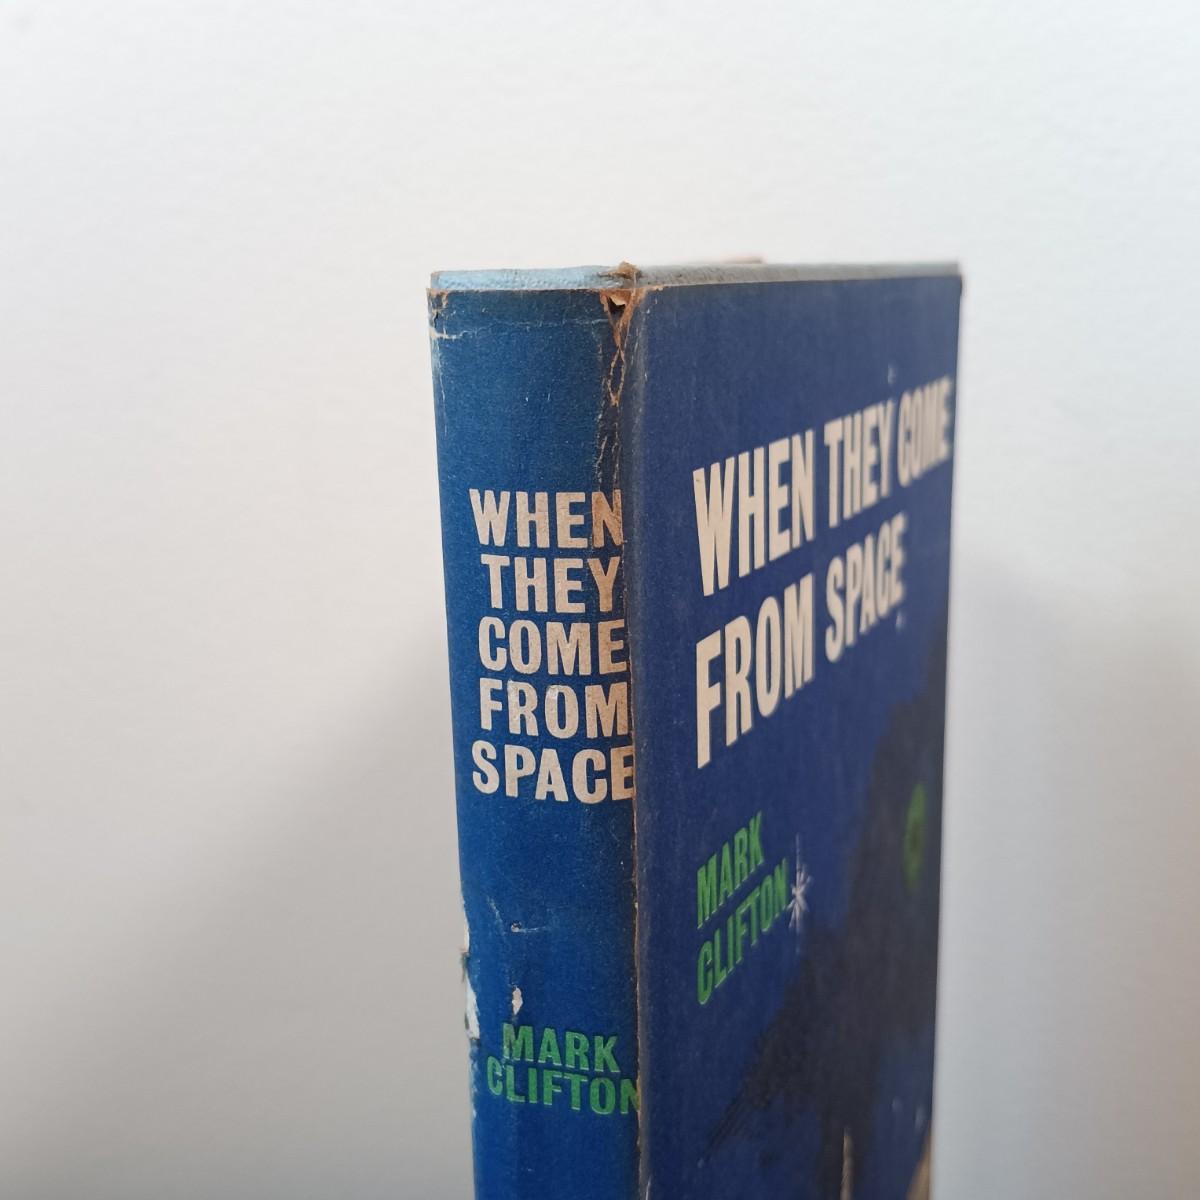 WHEN
THEY
COME
FROM
SPACE
MARK
CLIFTON
WHEN THEY COME
FROM SPACE
MARK
CLIFTON